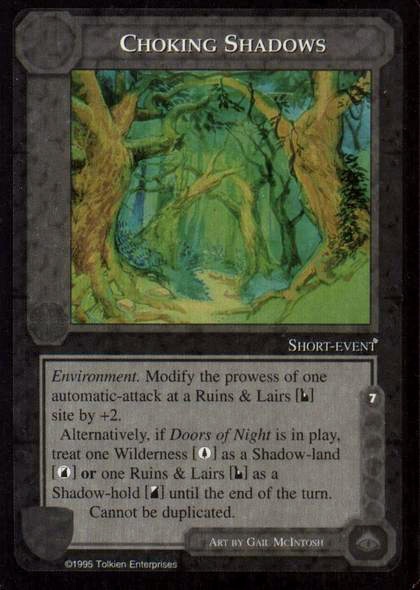 Choking Shadows
Short-event
Environment. Modify the prowess of one
automatic-attack at a Ruins & Lairs [ ]
site by +2.
Alternatively, if Doors of Night is in play,
treat one Wilderness [ ] as a Shadow-land
[ ] or one Ruins & Lairs [ ] as a
Shadow-hold [ ] until the end of the turn.
Cannot be duplicated.
7
Art by Gail McIntosh
©1995 Tolkien Enterprises